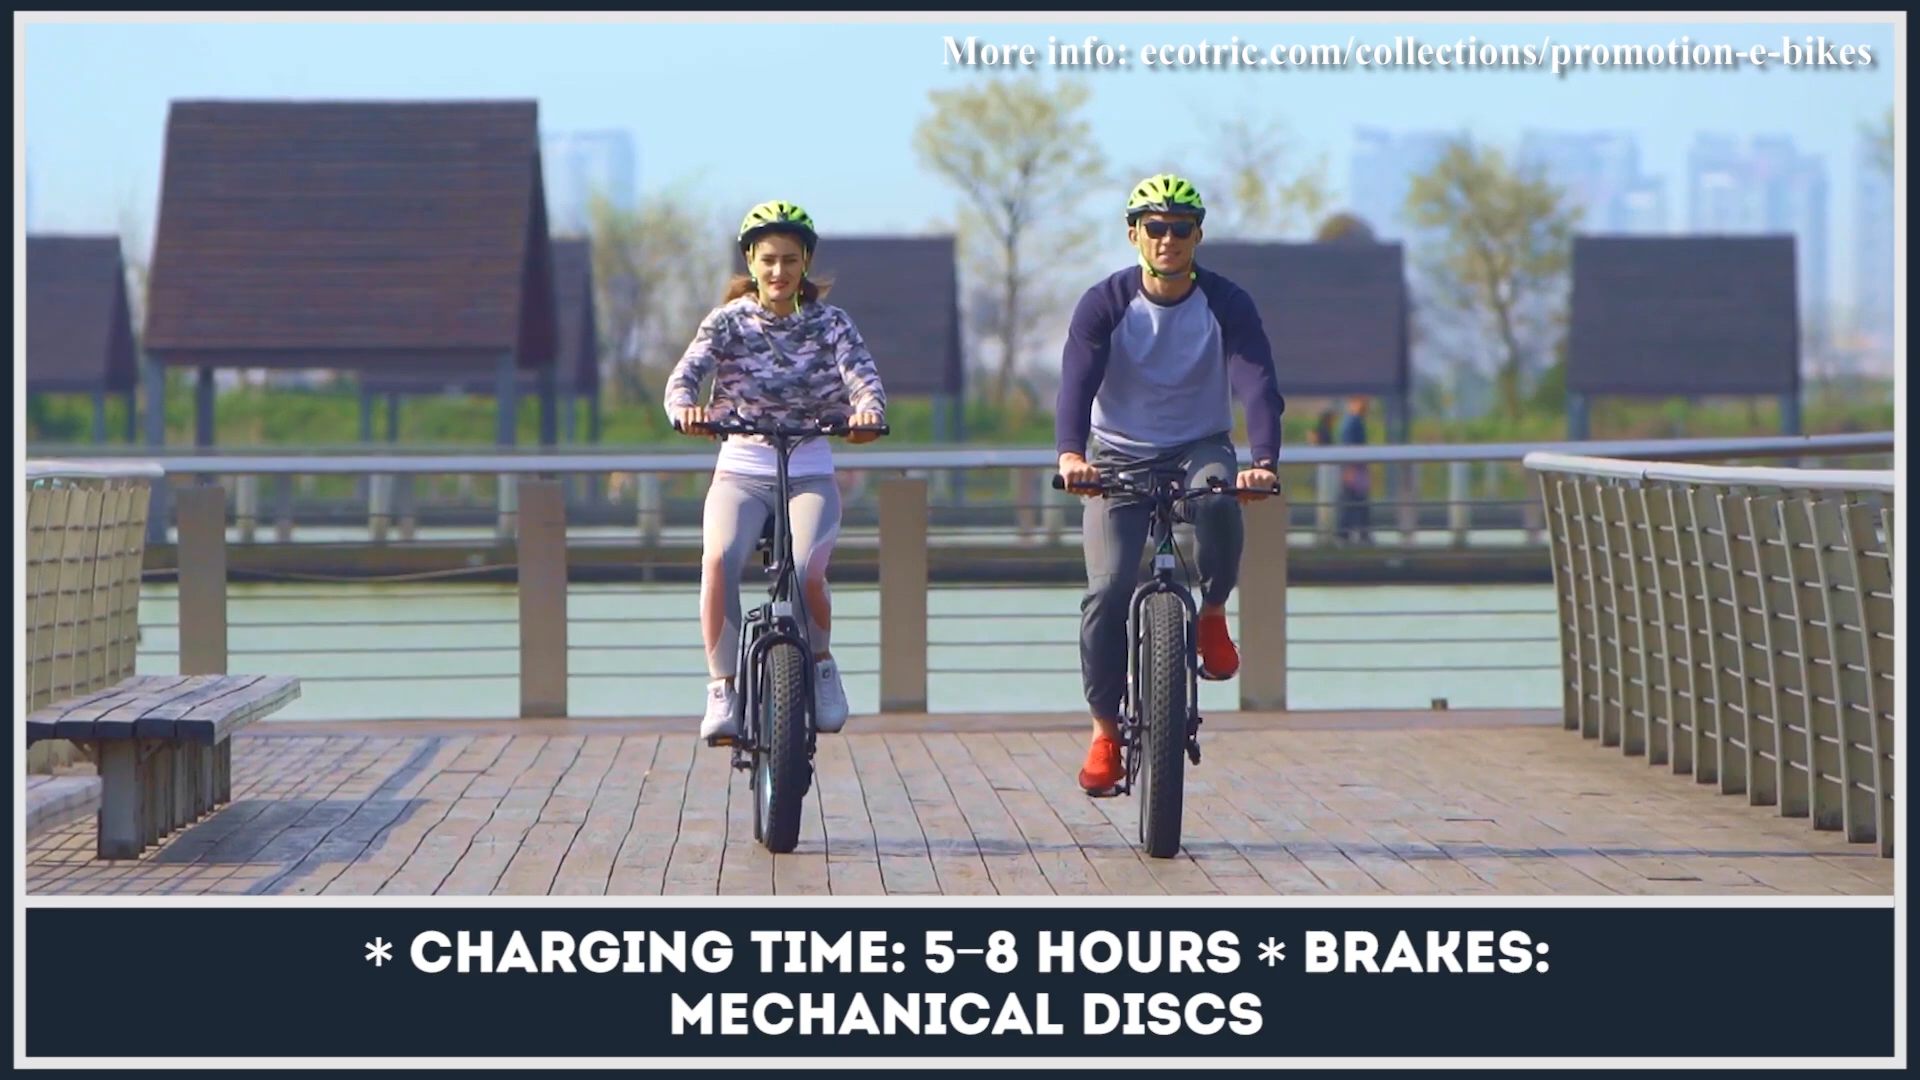 More info: ecotric.com/collections/promotion-e-bikes
* CHARGING TIME: 5–8 HOURS * BRAKES:
MECHANICAL DISCS